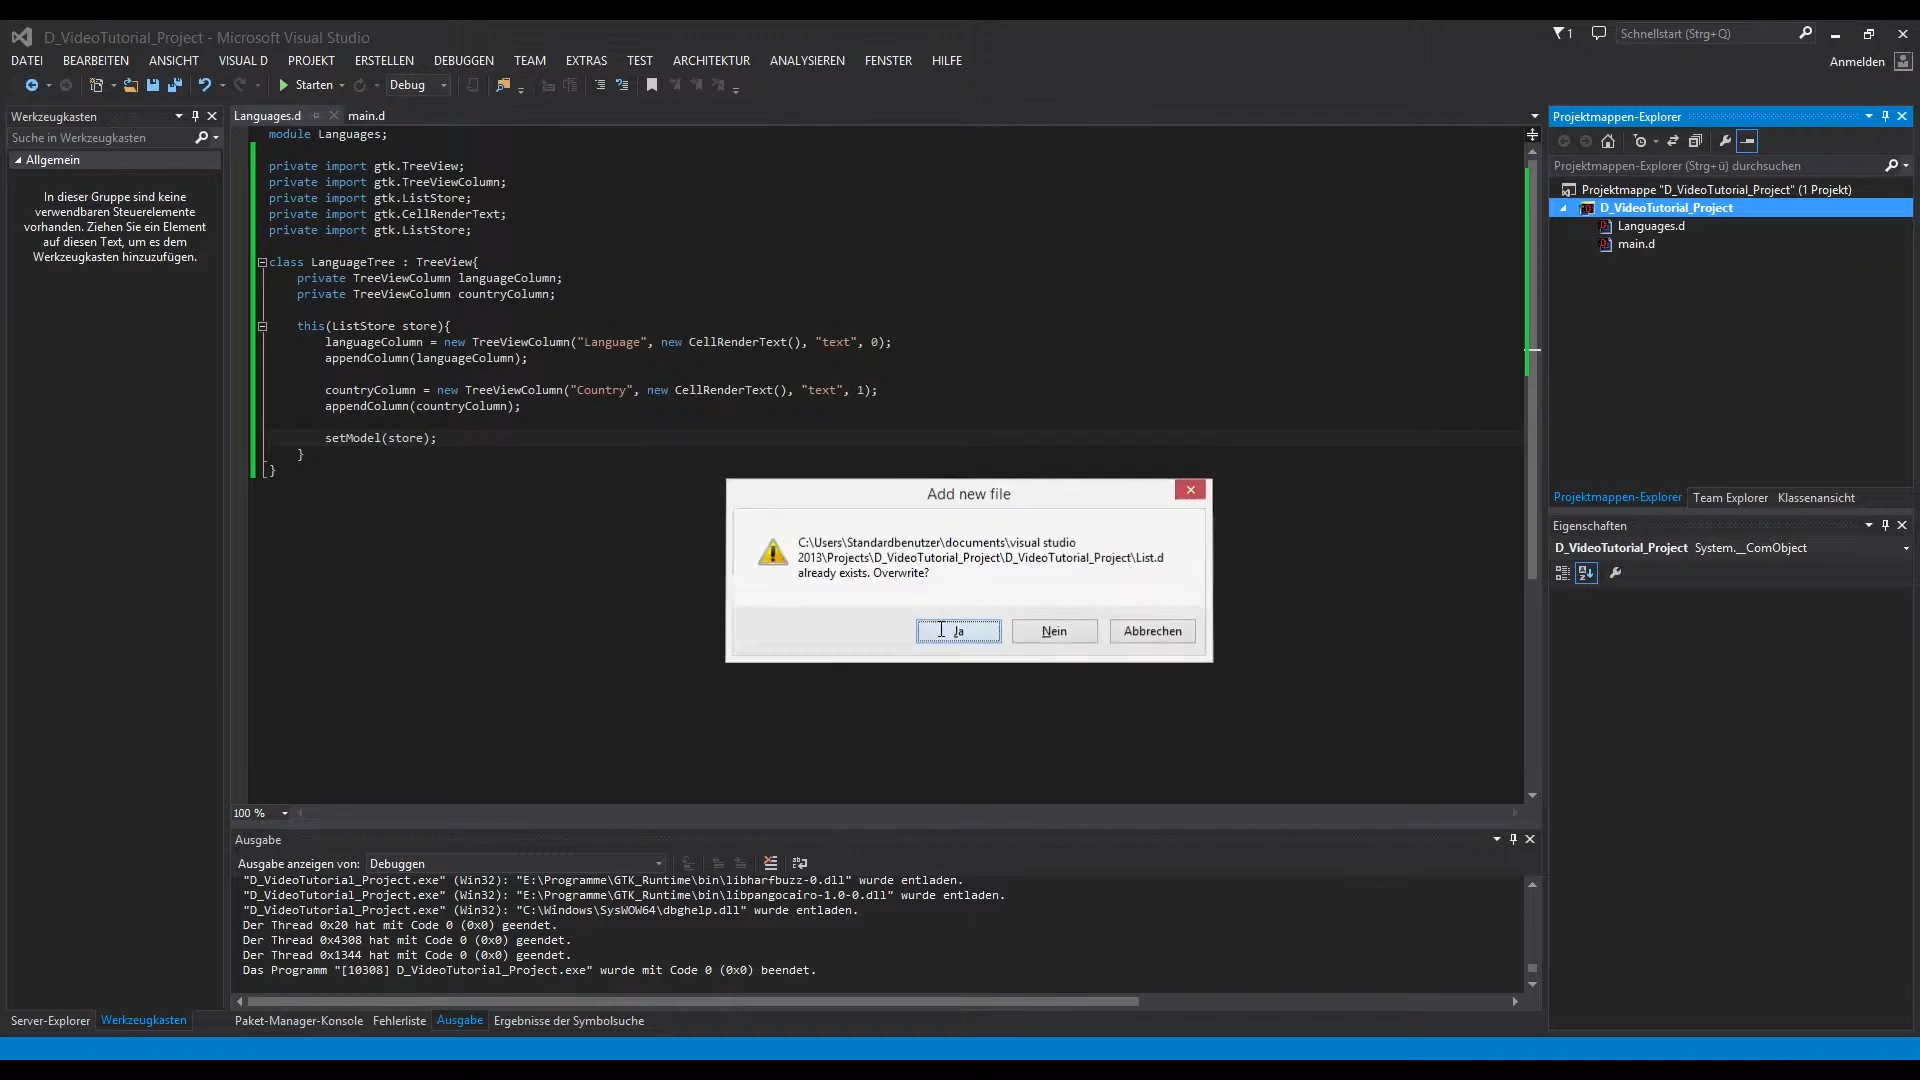 D_VideoTutorial_Project - Microsoft Visual Studio
1
Schnellstart (Strg+Q)
DATEI BEARBEITEN ANSICHT VISUAL D PROJEKT ERSTELLEN DEBUGGEN TEAM EXTRAS TEST ARCHITEKTUR ANALYSIEREN FENSTER HILFE
Anmelden
Starten
Debug
Werkzeugkasten
Suche in Werkzeugkasten
Allgemein
In dieser Gruppe sind keine
verwendbaren Steuerelemente
vorhanden. Ziehen Sie ein Element
auf diesen Text, um es dem
Werkzeugkasten hinzuzufügen.
Languages.d
main.d
module Languages;
private import gtk.TreeView;
private import gtk.TreeViewColumn;
private import gtk.ListStore;
private import gtk.CellRenderText;
private import gtk.ListStore;
class LanguageTree : TreeView{
private TreeViewColumn languageColumn;
private TreeViewColumn countryColumn;
this(ListStore store){
languageColumn = new TreeViewColumn("Language", new CellRenderText(), "text", 0);
appendColumn(languageColumn);
countryColumn = new TreeViewColumn("Country", new CellRenderText(), "text", 1);
appendColumn(countryColumn);
setModel(store);
}
}
Add new file
C:\Users\Standardbenutzer\documents\visual studio
2013\Projects\D_VideoTutorial_Project\D_VideoTutorial_Project\List.d
already exists. Overwrite?
Ja
Nein
Abbrechen
100 %
Ausgabe
Ausgabe anzeigen von: Debuggen
"D_VideoTutorial_Project.exe" (Win32): "E:\Programme\GTK_Runtime\bin\libharfbuzz-0.dll" wurde entladen.
"D_VideoTutorial_Project.exe" (Win32): "E:\Programme\GTK_Runtime\bin\libpangocairo-1.0-0.dll" wurde entladen.
"D_VideoTutorial_Project.exe" (Win32): "C:\Windows\SysWOW64\dbghelp.dll" wurde entladen.
Der Thread 0x20 hat mit Code 0 (0x0) geendet.
Der Thread 0x4308 hat mit Code 0 (0x0) geendet.
Der Thread 0x1344 hat mit Code 0 (0x0) geendet.
Das Programm "[10308] D_VideoTutorial_Project.exe" wurde mit Code 0 (0x0) beendet.
Server-Explorer
Werkzeugkasten
Paket-Manager-Konsole
Fehlerliste
Ausgabe
Ergebnisse der Symbolsuche
Projektmappen-Explorer
Projektmappen-Explorer (Strg+ü) durchsuchen
Projektmappe "D_VideoTutorial_Project" (1 Projekt)
D_VideoTutorial_Project
Languages.d
main.d
Projektmappen-Explorer
Team Explorer
Klassenansicht
Eigenschaften
D_VideoTutorial_Project System.__ComObject